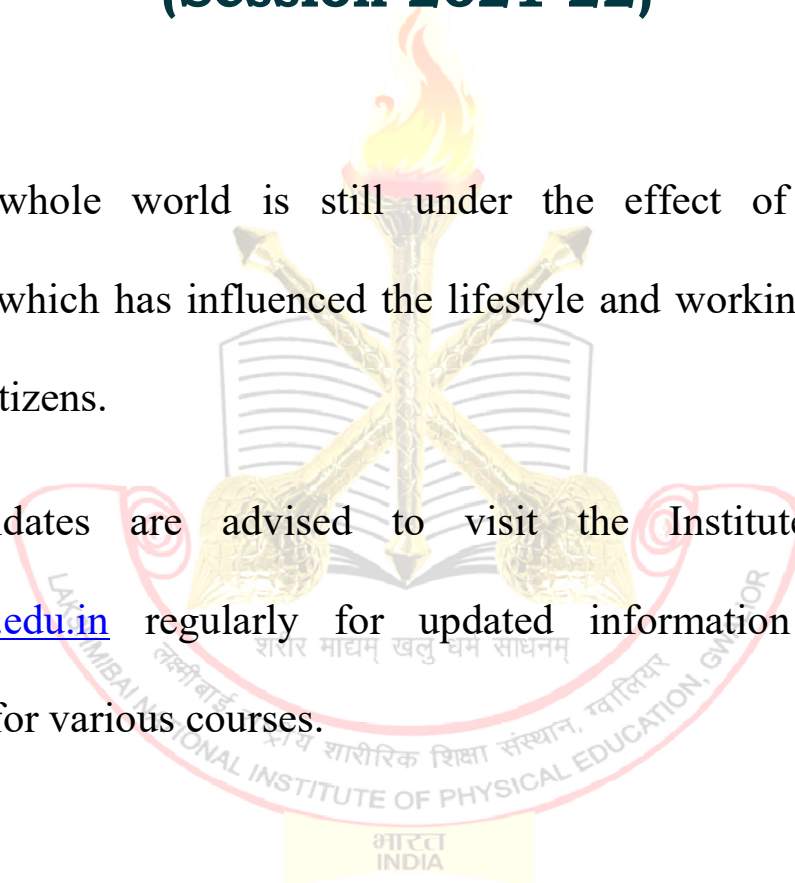 (Session 2021-22)
whole world is still under the effect of
which has influenced the lifestyle and workin
tizens.
dates are advised to visit the Institute
.edu.in regularly for updated information
for various courses.
शरीर माद्यम् खलु धर्म साधनम्
लक्ष्मीबाई राष्ट्रीय शारीरिक शिक्षा संस्थान, ग्वालियर
LAKSHMIBAI NATIONAL INSTITUTE OF PHYSICAL EDUCATION, GWALIOR
भारत
INDIA